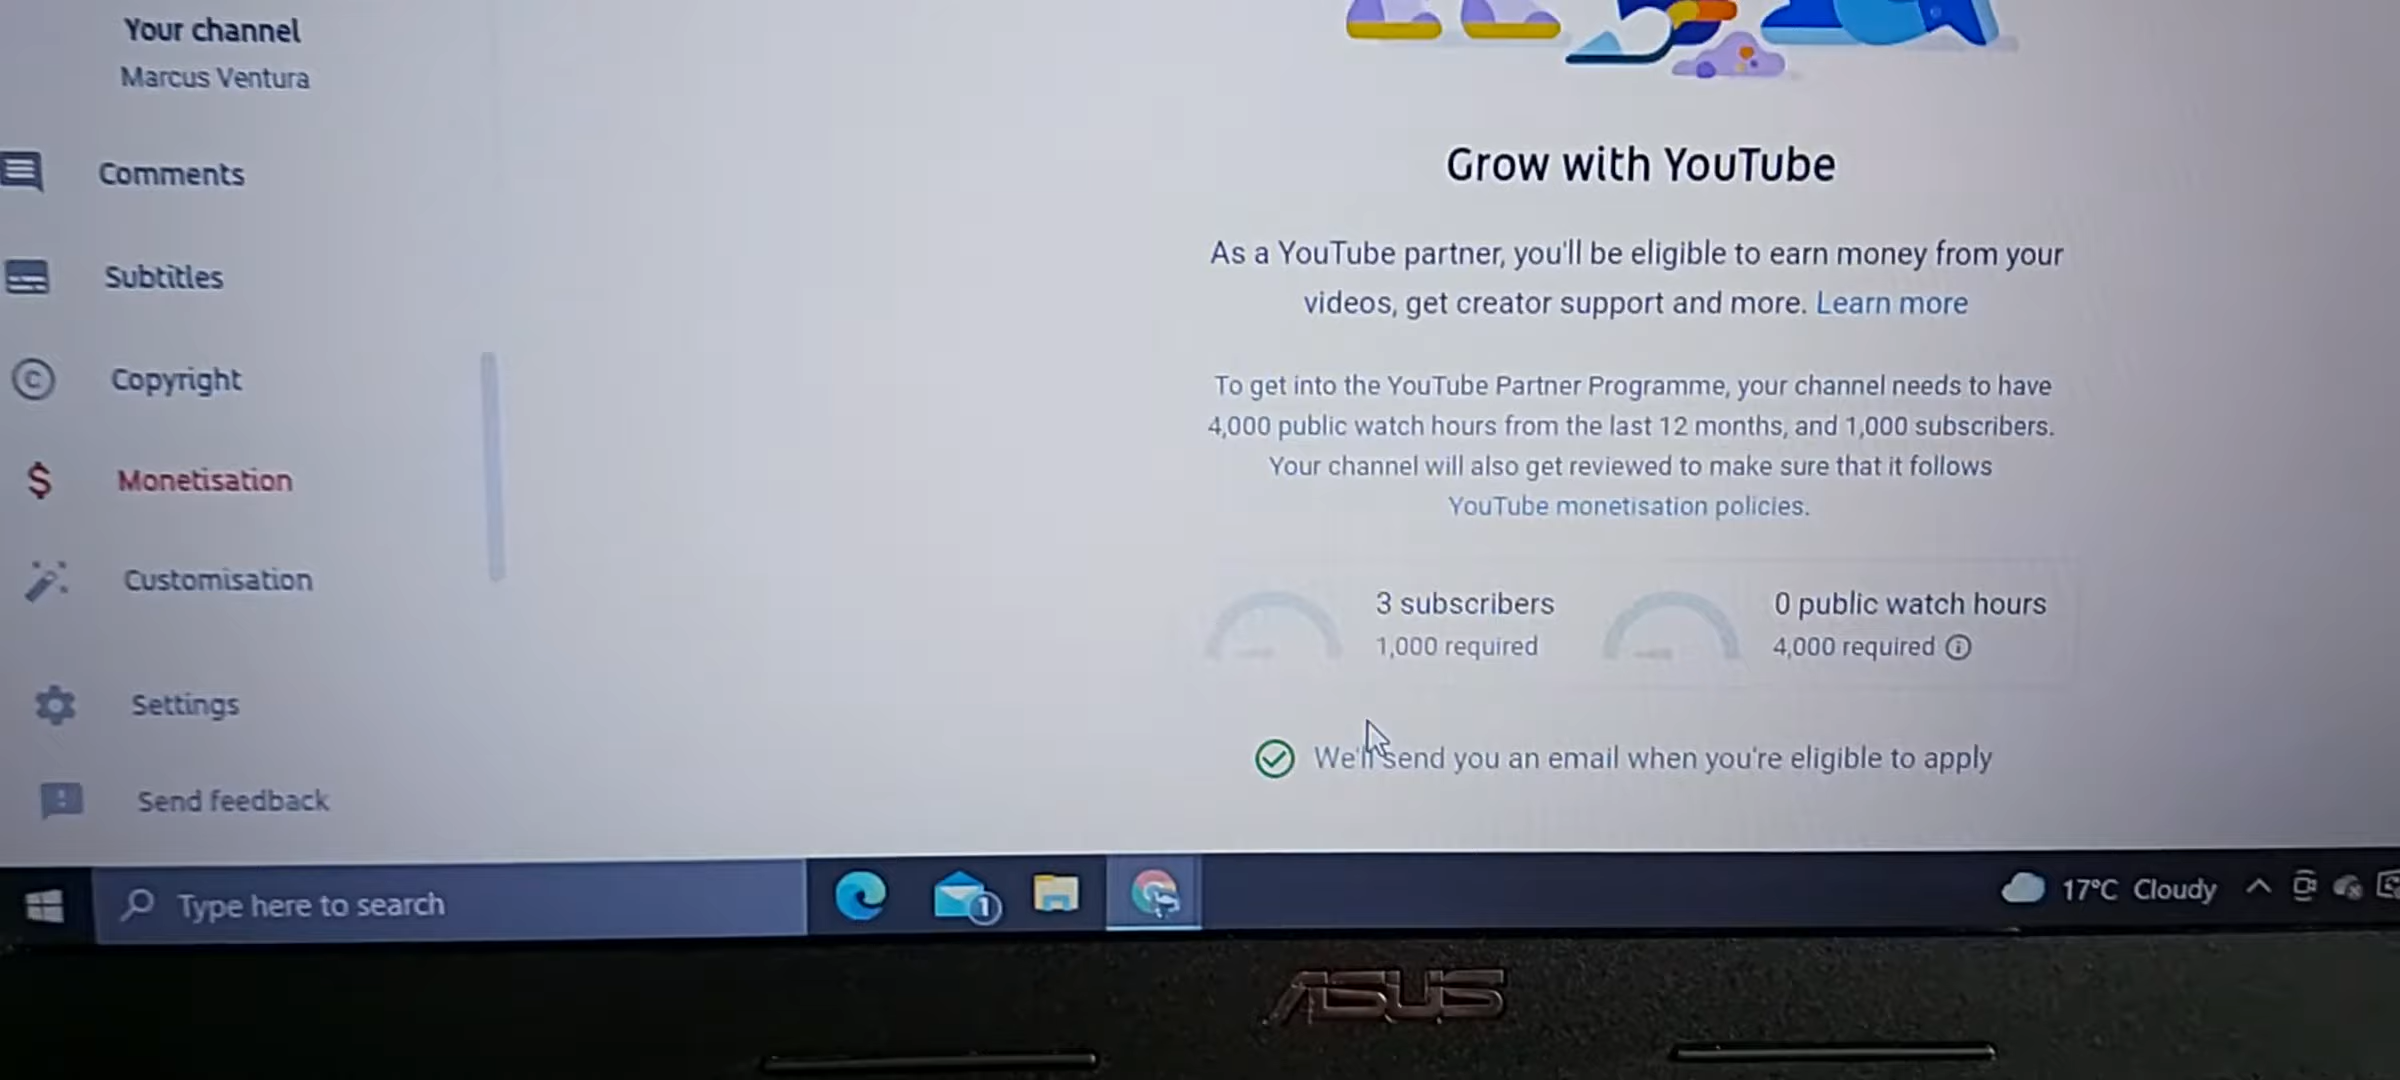 Your channel
Marcus Ventura
Comments
Subtitles
Copyright
Monetisation
Customisation
Settings
Send feedback
Grow with YouTube
As a YouTube partner, you'll be eligible to earn money from your
videos, get creator support and more. Learn more
To get into the YouTube Partner Programme, your channel needs to have
4,000 public watch hours from the last 12 months, and 1,000 subscribers.
Your channel will also get reviewed to make sure that it follows
YouTube monetisation policies.
3 subscribers
1,000 required
0 public watch hours
4,000 required
We'll send you an email when you're eligible to apply
Type here to search
1
17°C Cloudy
ASUS